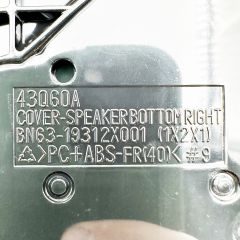 43Q60A
COVER-SPEAKER BOTTOM RIGHT
BN63-19312X001 (1X2X1)
>PC+ABS-FR(40)< #9